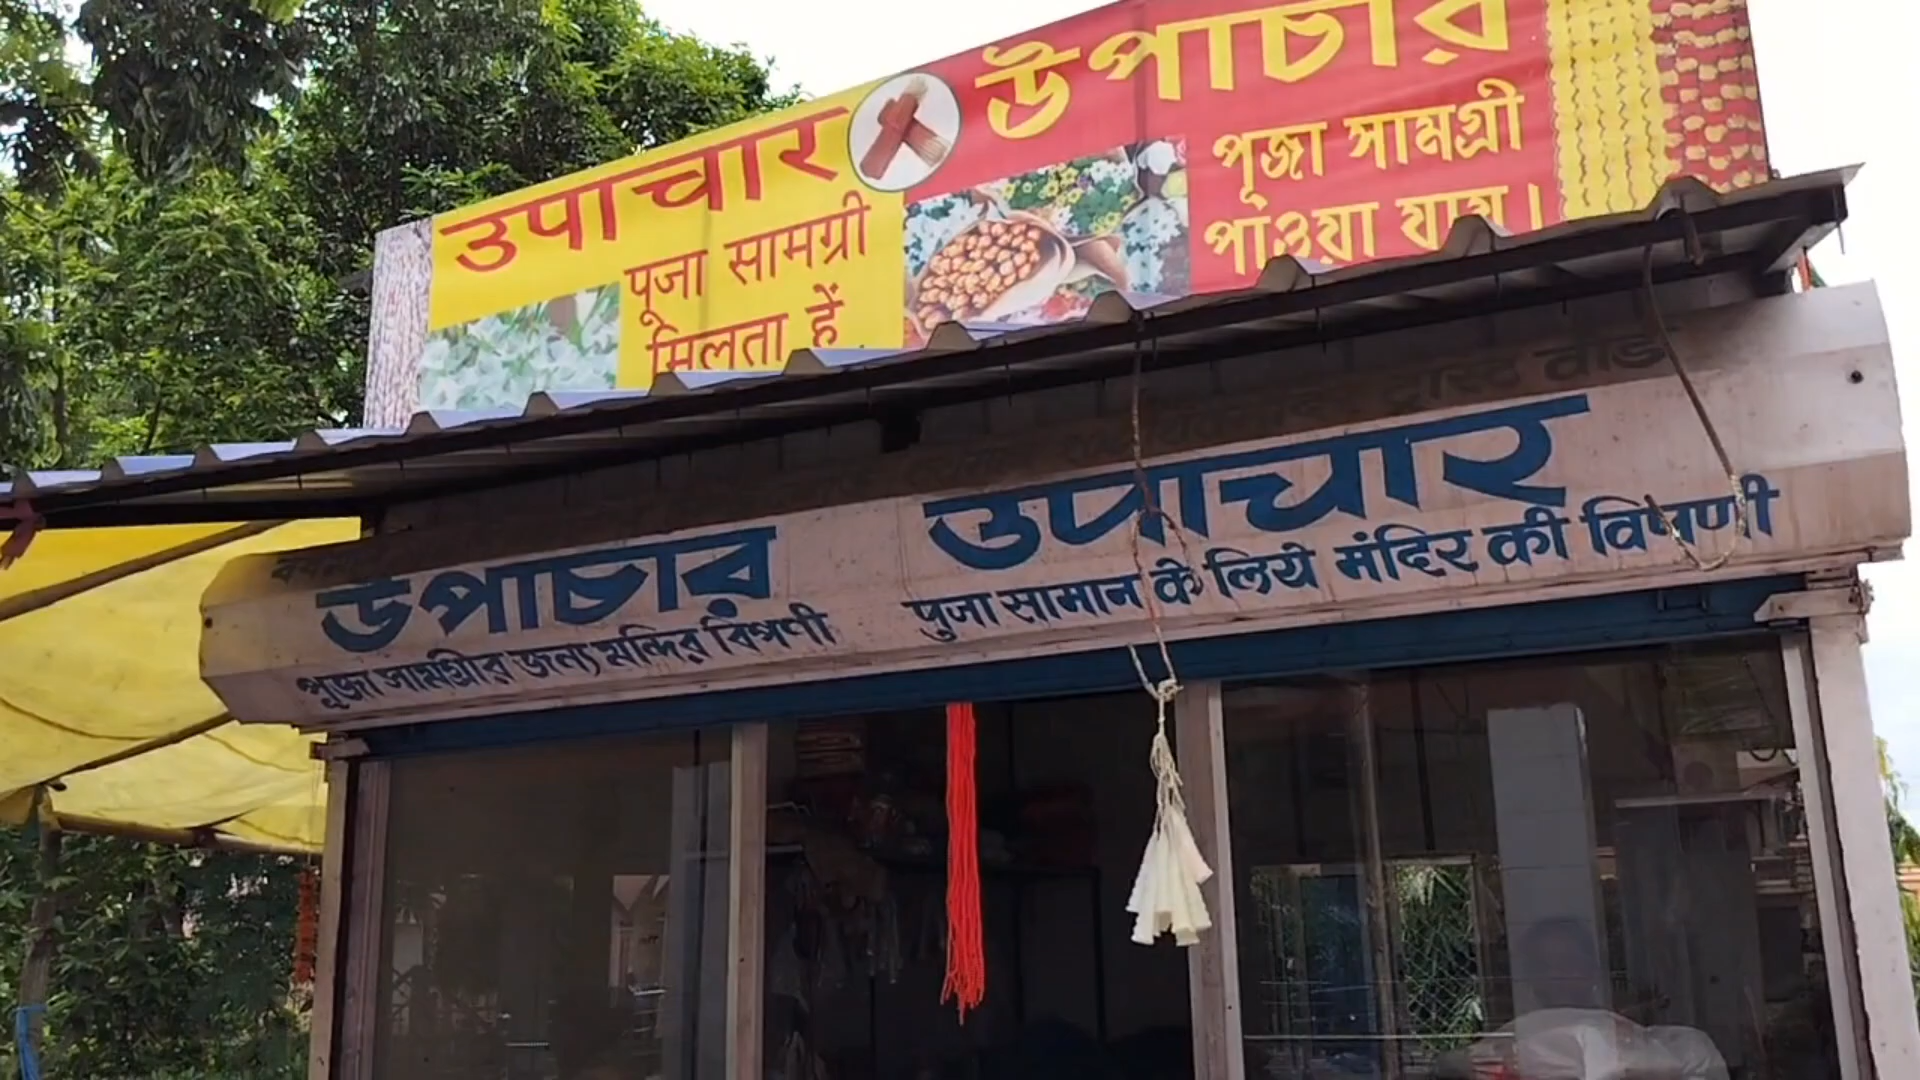 उपाचार
पूजा सामग्री
मिलता हें
উপাচার
পূজা সামগ্রী
পাওয়া যায়।
ট্রাস্ট বোর্ড
উপাচার
পূজা সামগ্রীর জন্য মন্দির বিপণী
उपाचार
पुजा सामान के लिये मंदिर की विपणी